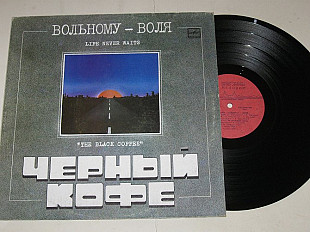 ВОЛЬНОМУ – ВОЛЯ
LIFE NEVER WAITS
"THE BLACK COFFEE"
ЧЕРНЫЙ
КОФЕ